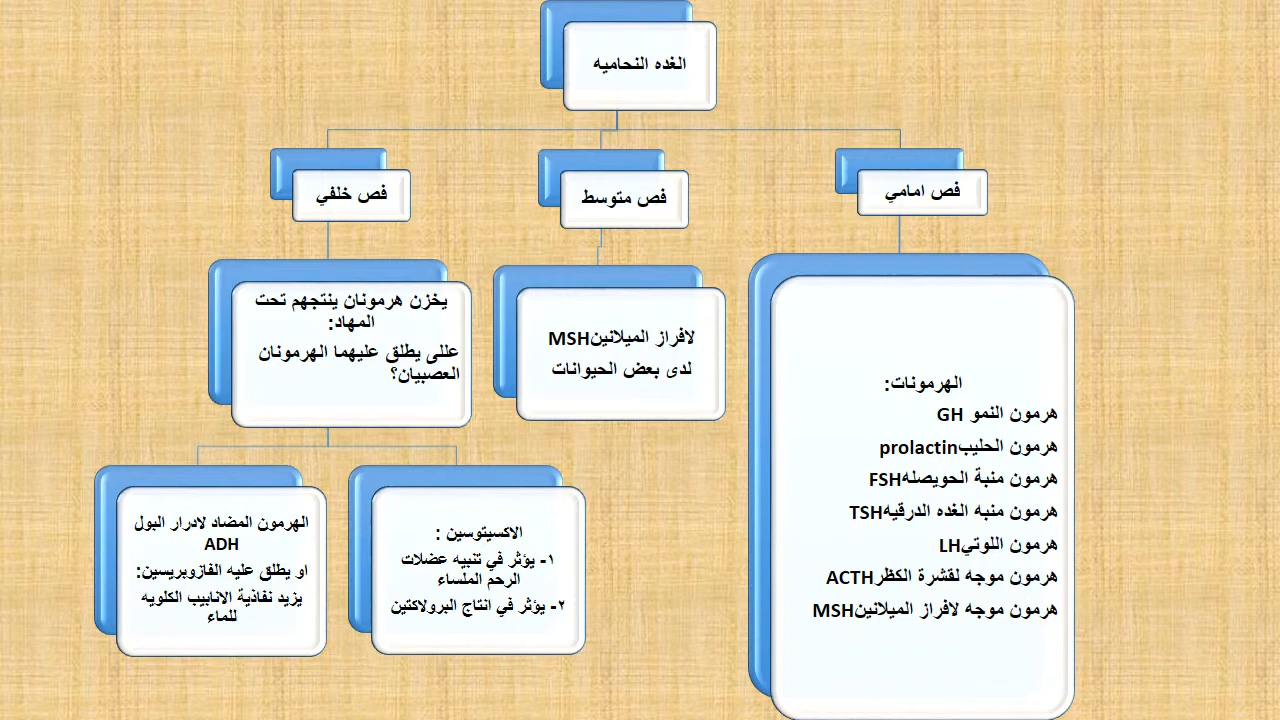 الغده النحاميه
فص امامي
فص متوسط
فص خلفي
الهرمونات:
هرمون النمو GH
هرمون الحليبprolactin
هرمون منبة الحويصلهFSH
هرمون منبه الغده الدرقيهTSH
هرمون اللوتيLH
هرمون موجه لقشرة الكظرACTH
هرمون موجه لافراز الميلانينMSH
لافراز الميلانينMSH
لدى بعض الحيوانات
يخزن هرمونان ينتجهم تحت
المهاد:
عللى يطلق عليهما الهرمونان
العصبيان؟
الاكسيتوسين :
١- يؤثر في تنبيه عضلات
الرحم الملساء
٢- يؤثر في انتاج البرولاكتين
الهرمون المضاد لادرار البول
ADH
او يطلق عليه الفازوبريسين:
يزيد نفاذية الانابيب الكلويه
للماء